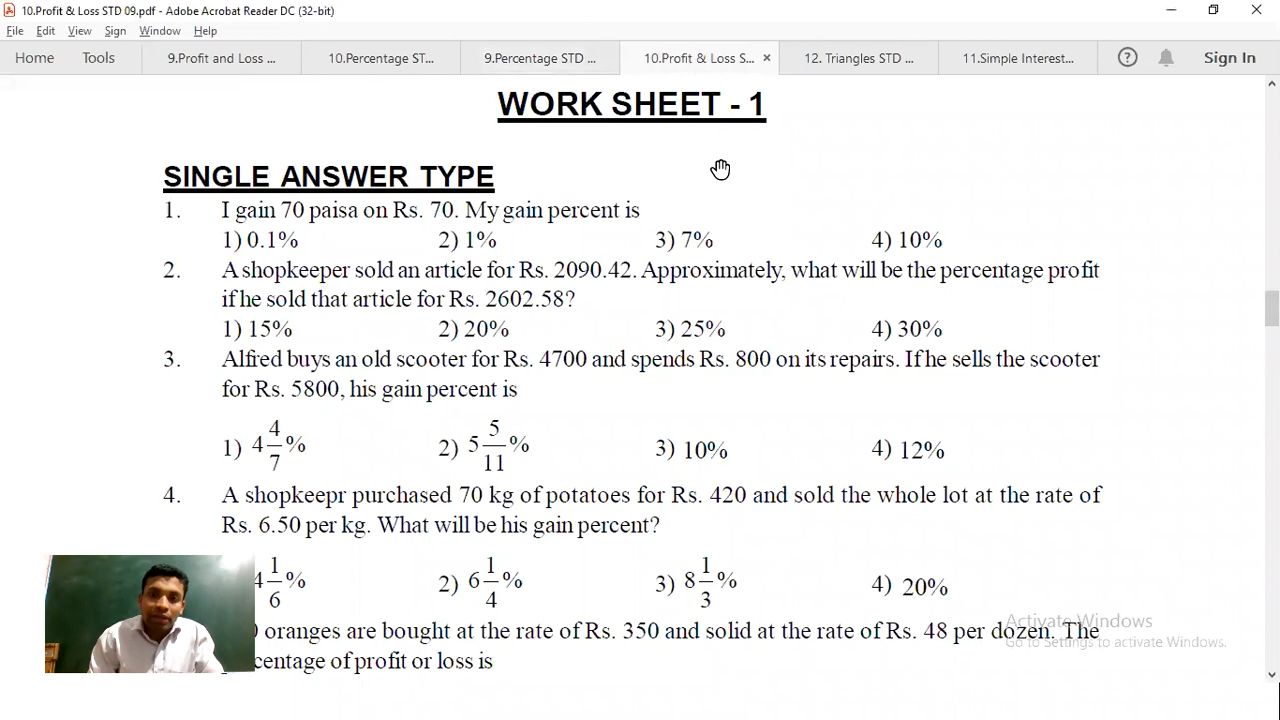 10.Profit & Loss STD 09.pdf - Adobe Acrobat Reader DC (32-bit)
File Edit View Sign Window Help
Home Tools 9.Profit and Loss ... 10.Percentage ST... 9.Percentage STD ... 10.Profit & Loss S... × 12. Triangles STD ... 11.Simple Interest... Sign In
WORK SHEET - 1
SINGLE ANSWER TYPE
1. I gain 70 paisa on Rs. 70. My gain percent is
1) 0.1% 2) 1% 3) 7% 4) 10%
2. A shopkeeper sold an article for Rs. 2090.42. Approximately, what will be the percentage profit
if he sold that article for Rs. 2602.58?
1) 15% 2) 20% 3) 25% 4) 30%
3. Alfred buys an old scooter for Rs. 4700 and spends Rs. 800 on its repairs. If he sells the scooter
for Rs. 5800, his gain percent is
1) 4 4/7% 2) 5 5/11% 3) 10% 4) 12%
4. A shopkeepr purchased 70 kg of potatoes for Rs. 420 and sold the whole lot at the rate of
Rs. 6.50 per kg. What will be his gain percent?
4 1/6% 2) 6 1/4% 3) 8 1/3% 4) 20%
oranges are bought at the rate of Rs. 350 and solid at the rate of Rs. 48 per dozen. The
of profit or loss is
Activate Windows
Go to Settings to activate Windows.